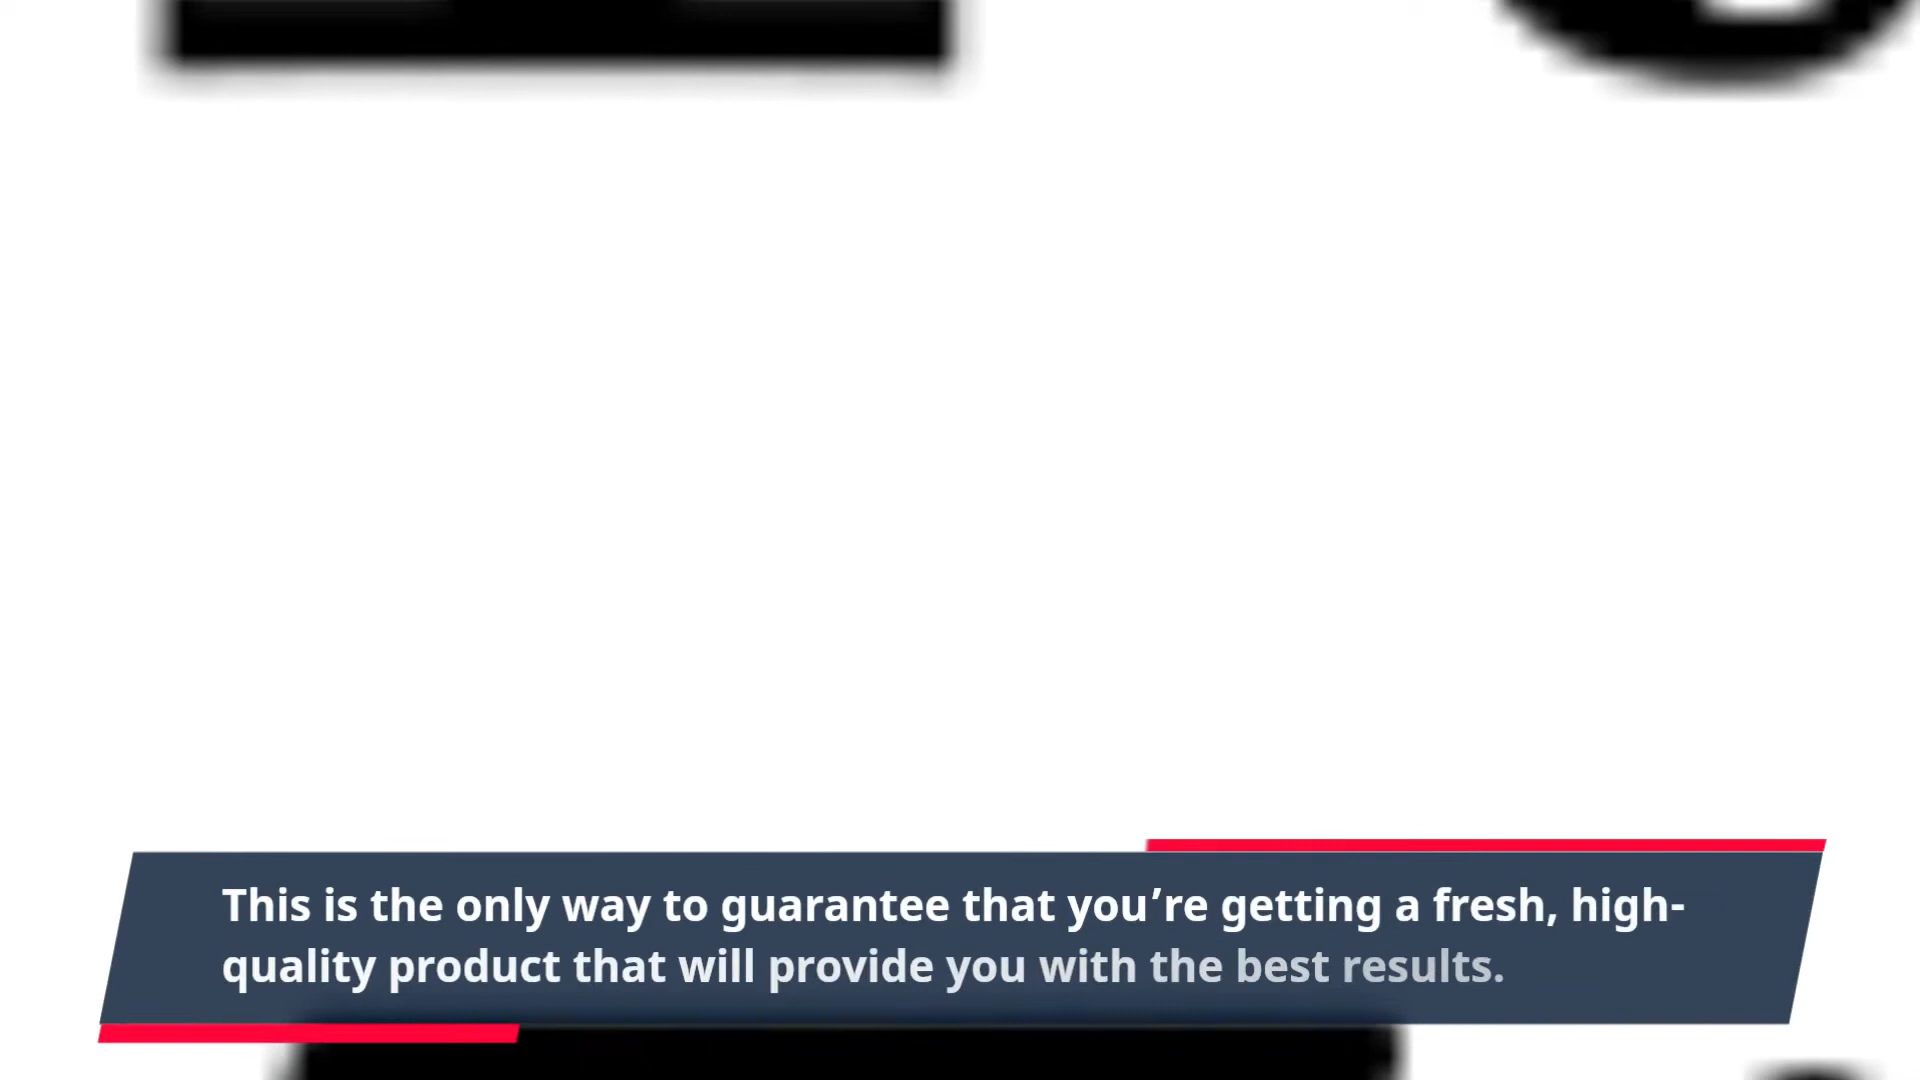 This is the only way to guarantee that you’re getting a fresh, high-
quality product that will provide you with the best results.